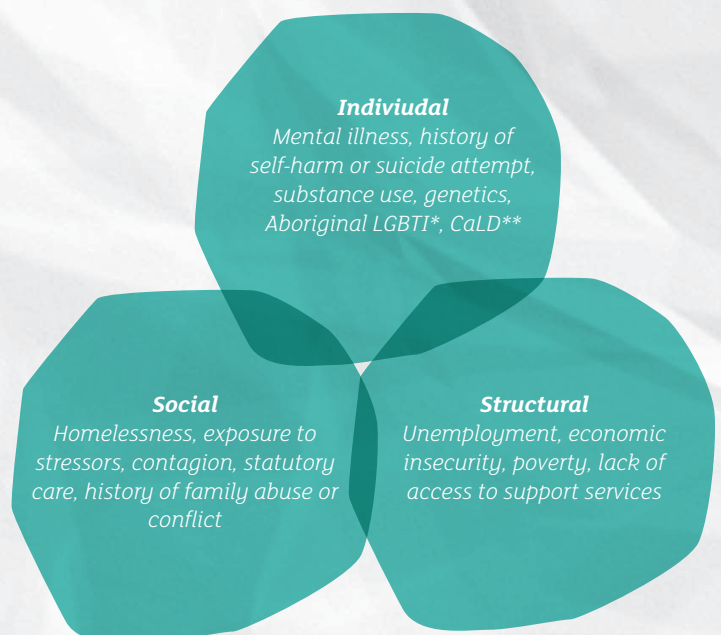 Indiviudal
Mental illness, history of
self-harm or suicide attempt,
substance use, genetics,
Aboriginal LGBTI*, CaLD**
Social
Homelessness, exposure to
stressors, contagion, statutory
care, history of family abuse or
conflict
Structural
Unemployment, economic
insecurity, poverty, lack of
access to support services